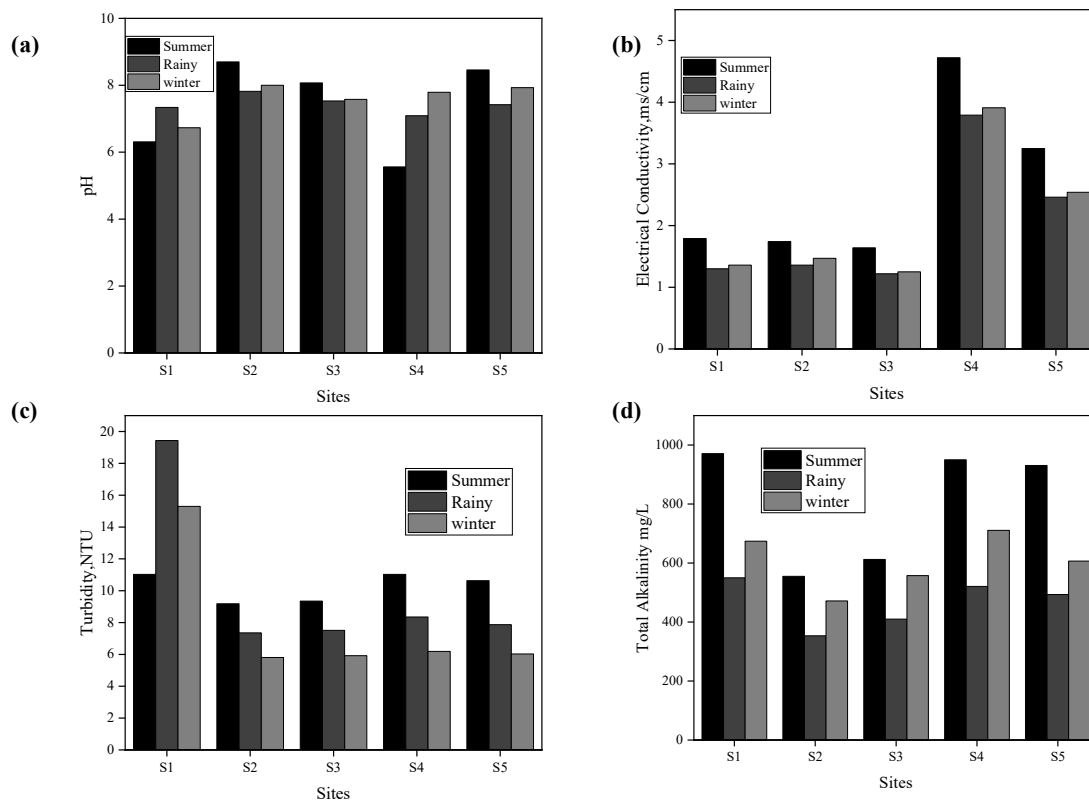 (a)
10
8
6
4
2
0
pH
Summer
Rainy
winter
S1 S2 S3 S4 S5
Sites
(b)
5
4
3
2
1
0
Electrical Conductivity,ms/cm
Summer
Rainy
winter
S1 S2 S3 S4 S5
Sites
(c)
20
18
16
14
12
10
8
6
4
2
0
Turbidity,NTU
Summer
Rainy
winter
S1 S2 S3 S4 S5
Sites
(d)
1000
800
600
400
200
0
Total Alkalinity mg/L
Summer
Rainy
winter
S1 S2 S3 S4 S5
Sites